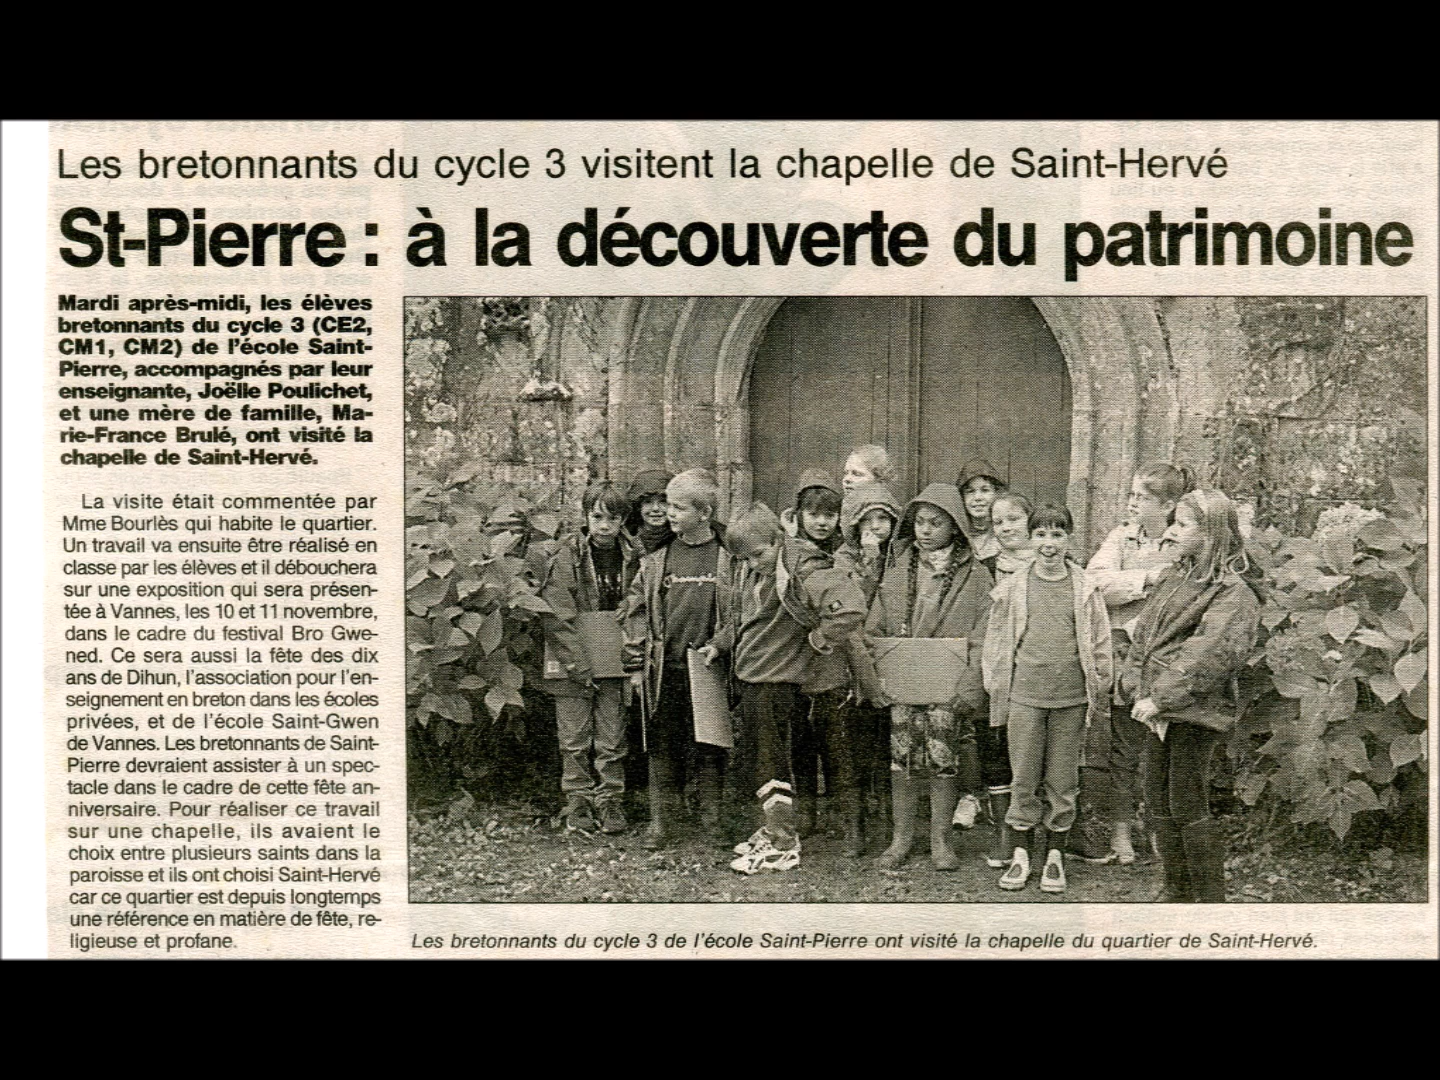 Les bretonnants du cycle 3 visitent la chapelle de Saint-Hervé
St-Pierre : à la découverte du patrimoine
Mardi après-midi, les élèves
bretonnants du cycle 3 (CE2,
CM1, CM2) de l'école Saint-
Pierre, accompagnés par leur
enseignante, Joëlle Poulichet,
et une mère de famille, Ma-
rie-France Brulé, ont visité la
chapelle de Saint-Hervé.
La visite était commentée par
Mme Bourlès qui habite le quartier.
Un travail va ensuite être réalisé en
classe par les élèves et il débouchera
sur une exposition qui sera présen-
tée à Vannes, les 10 et 11 novembre,
dans le cadre du festival Bro Gwe-
ned. Ce sera aussi la fête des dix
ans de Dihun, l'association pour l'en-
seignement en breton dans les écoles
privées, et de l'école Saint-Gwen
de Vannes. Les bretonnants de Saint-
Pierre devraient assister à un spec-
tacle dans le cadre de cette fête an-
niversaire. Pour réaliser ce travail
sur une chapelle, ils avaient le
choix entre plusieurs saints dans la
paroisse et ils ont choisi Saint-Hervé
car ce quartier est depuis longtemps
une référence en matière de fête, re-
ligieuse et profane.
Champion
Les bretonnants du cycle 3 de l'école Saint-Pierre ont visité la chapelle du quartier de Saint-Hervé.